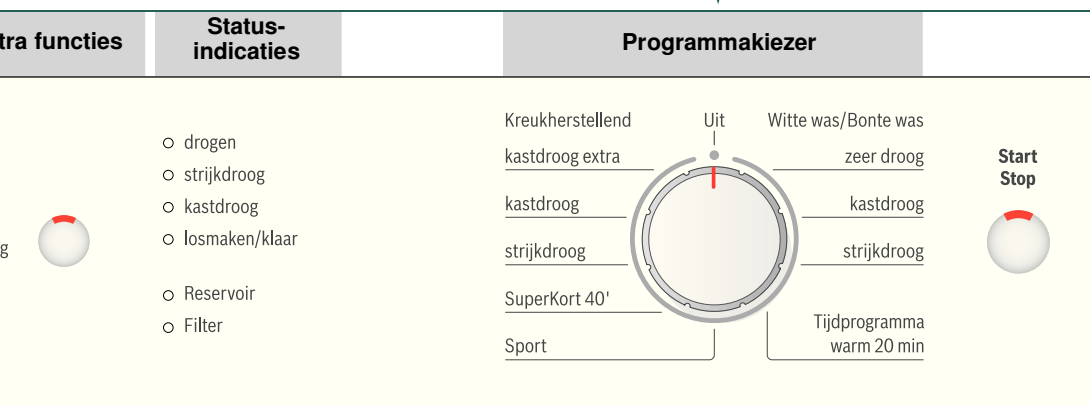 tra functies
Status-
indicaties
Programmakiezer
drogen
strijkdroog
kastdroog
losmaken/klaar
Reservoir
Filter
g
Kreukherstellend
kastdroog extra
kastdroog
strijkdroog
SuperKort 40'
Sport
Uit
Witte was/Bonte was
zeer droog
kastdroog
strijkdroog
Tijdprogramma
warm 20 min
Start
Stop